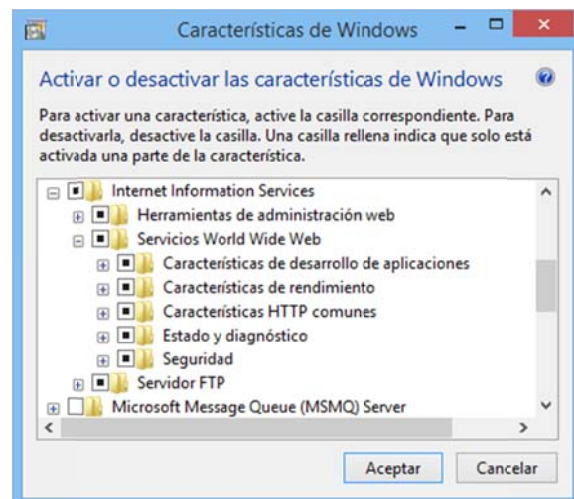 Características de Windows
Activar o desactivar las características de Windows
Para activar una característica, active la casilla correspondiente. Para
desactivarla, desactive la casilla. Una casilla rellena indica que solo está
activada una parte de la característica.
Internet Information Services
Herramientas de administración web
Servicios World Wide Web
Características de desarrollo de aplicaciones
Características de rendimiento
Características HTTP comunes
Estado y diagnóstico
Seguridad
Servidor FTP
Microsoft Message Queue (MSMQ) Server
Aceptar Cancelar